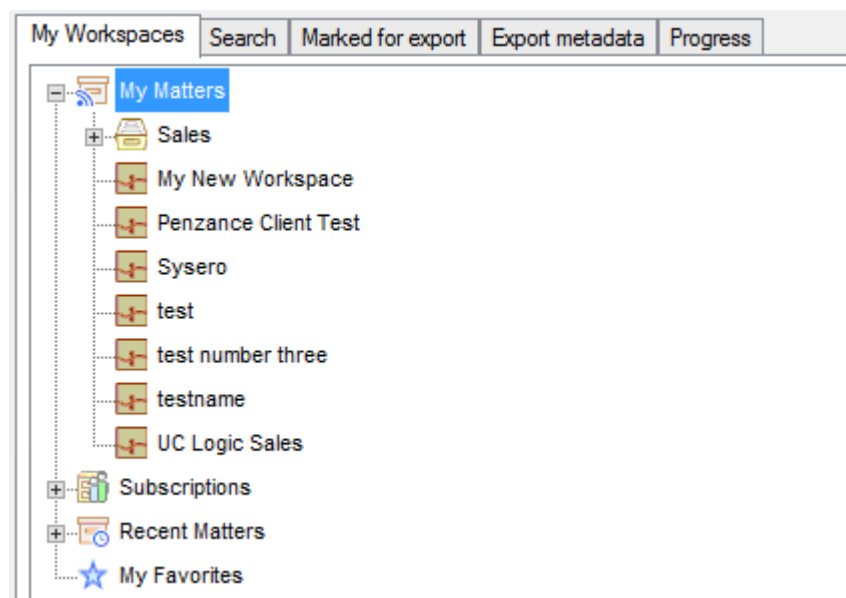 My Workspaces Search Marked for export Export metadata Progress
My Matters
Sales
My New Workspace
Penzance Client Test
Sysero
test
test number three
testname
UC Logic Sales
Subscriptions
Recent Matters
My Favorites